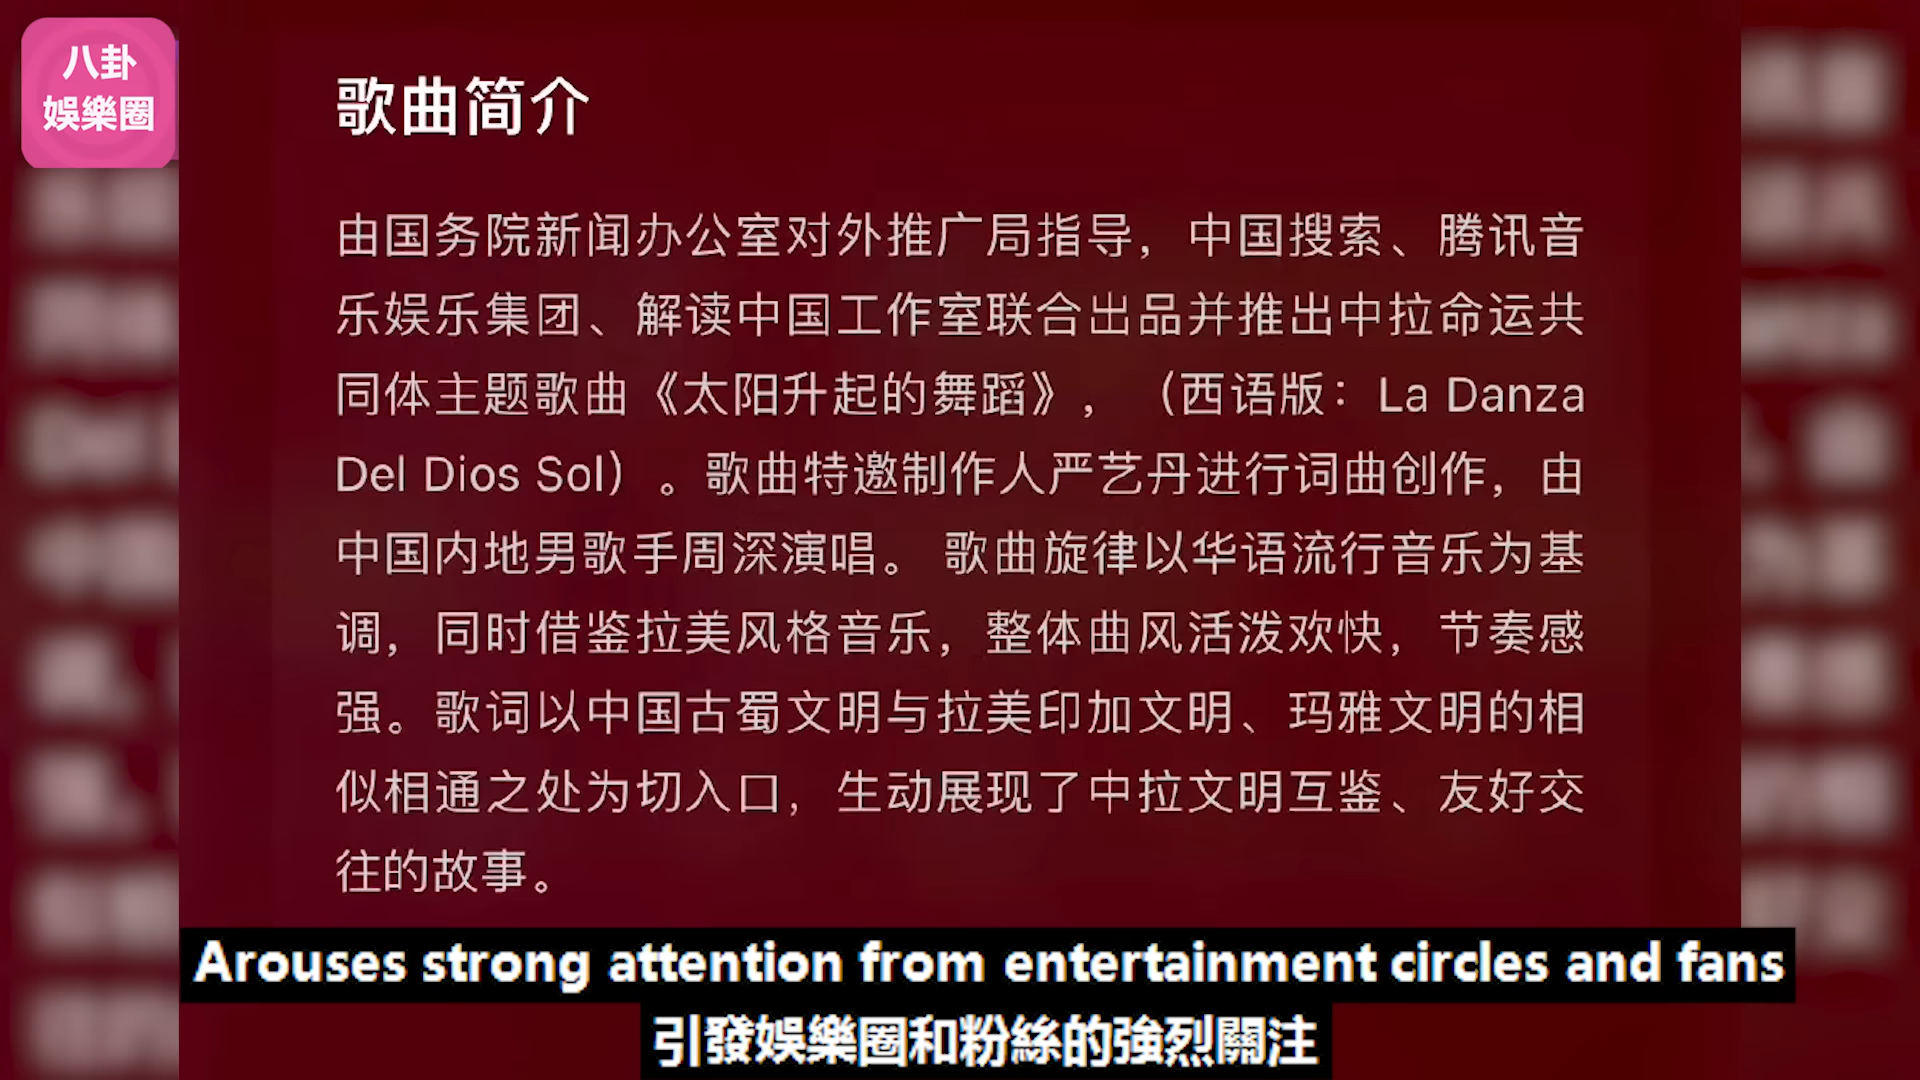 八卦
娛樂圈
歌曲简介
由国务院新闻办公室对外推广局指导，中国搜索、腾讯音
乐娱乐集团、解读中国工作室联合出品并推出中拉命运共
同体主题歌曲《太阳升起的舞蹈》，（西语版：La Danza
Del Dios Sol）。歌曲特邀制作人严艺丹进行词曲创作，由
中国内地男歌手周深演唱。 歌曲旋律以华语流行音乐为基
调，同时借鉴拉美风格音乐，整体曲风活泼欢快，节奏感
强。歌词以中国古蜀文明与拉美印加文明、玛雅文明的相
似相通之处为切入口，生动展现了中拉文明互鉴、友好交
往的故事。
Arouses strong attention from entertainment circles and fans
引發娛樂圈和粉絲的強烈關注